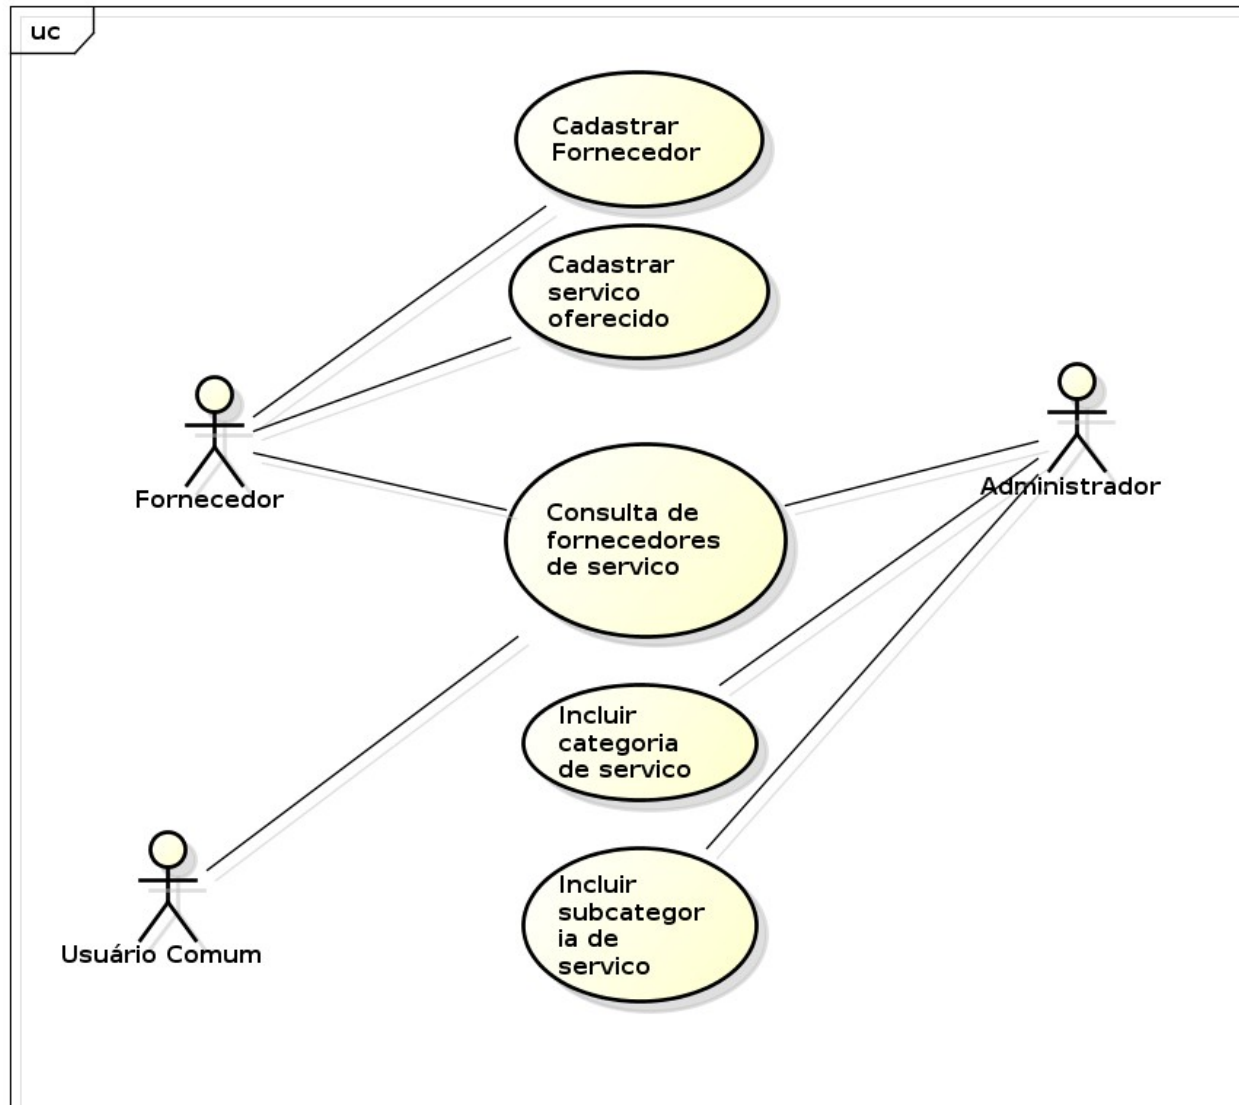 uc
Cadastrar
Fornecedor
Cadastrar
servico
oferecido
Fornecedor
Administrador
Consulta de
fornecedores
de servico
Incluir
categoria
de servico
Incluir
subcategor
ia de
servico
Usuário Comum